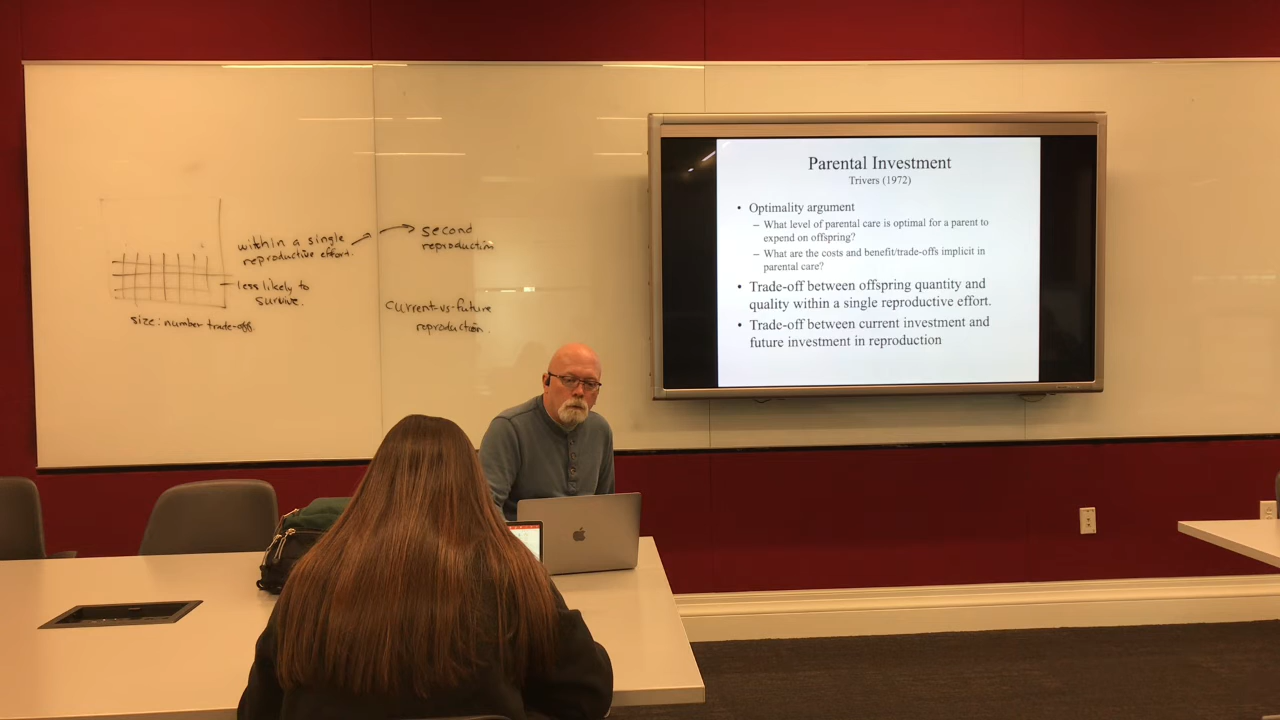 within a single
reproductive effort.
less likely to
survive.
size: number trade-off.
second
reproduction
current-vs-future
reproduction.
Parental Investment
Trivers (1972)
• Optimality argument
– What level of parental care is optimal for a parent to
expend on offspring?
– What are the costs and benefit/trade-offs implicit in
parental care?
• Trade-off between offspring quantity and
quality within a single reproductive effort.
• Trade-off between current investment and
future investment in reproduction